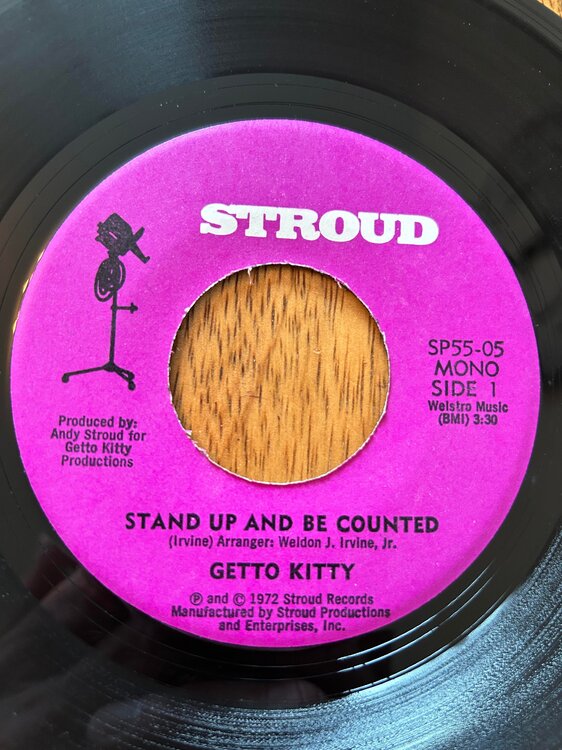 STROUD
SP55-05
MONO
SIDE 1
Welstro Music
(BMI) 3:30
Produced by:
Andy Stroud for
Getto Kitty
Productions
STAND UP AND BE COUNTED
(Irvine) Arranger: Weldon J. Irvine, Jr.
GETTO KITTY
Ⓟ and © 1972 Stroud Records
Manufactured by Stroud Productions
and Enterprises, Inc.